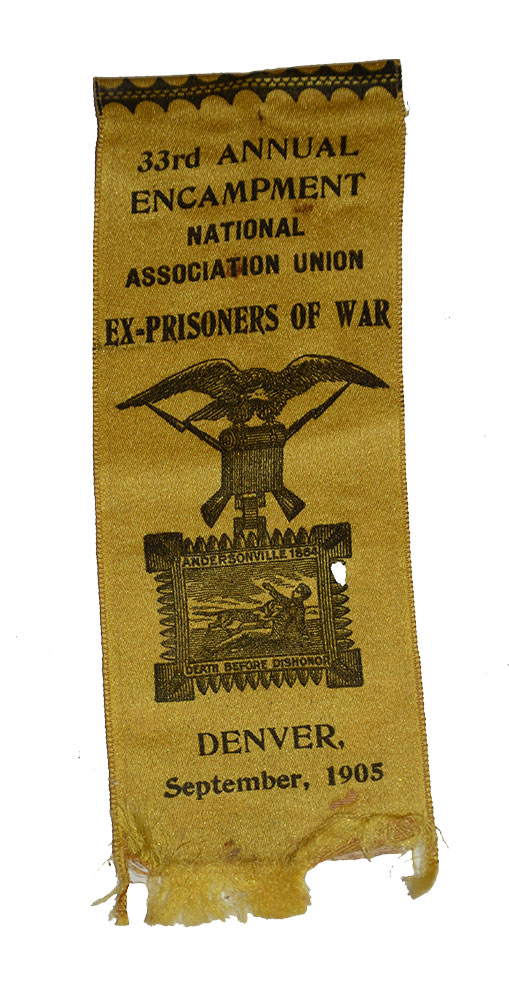 33rd ANNUAL
ENCAMPMENT
NATIONAL
ASSOCIATION UNION
EX-PRISONERS OF WAR
ANDERSONVILLE 1864
DEATH BEFORE DISHONOR
DENVER,
September, 1905